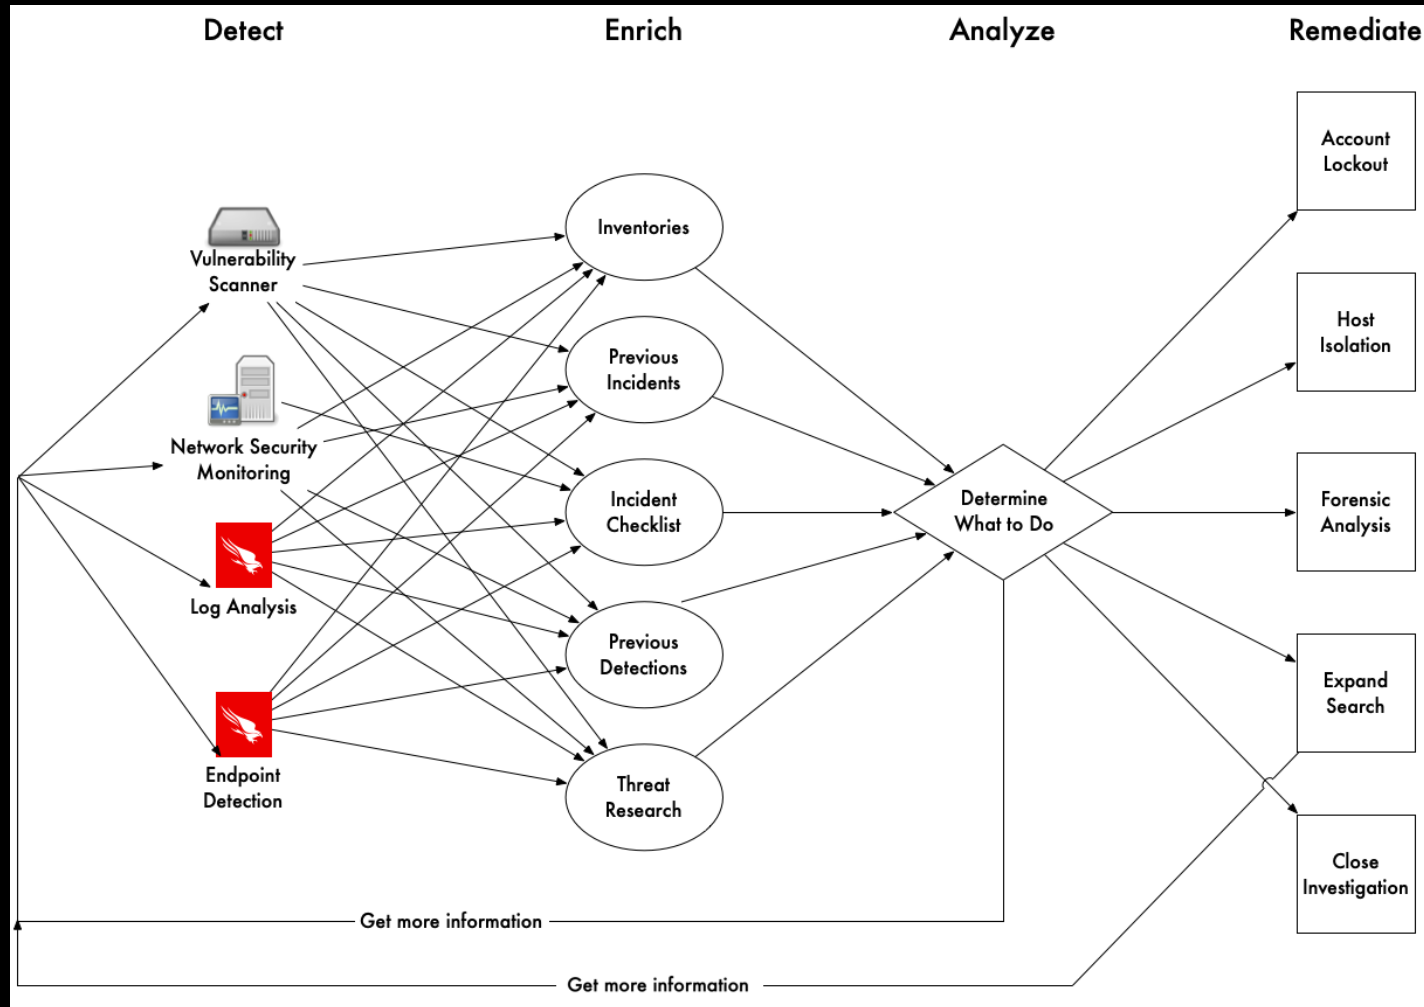 Detect
Enrich
Analyze
Remediate
Vulnerability
Scanner
Network Security
Monitoring
Log Analysis
Endpoint
Detection
Inventories
Previous
Incidents
Incident
Checklist
Previous
Detections
Threat
Research
Determine
What to Do
Account
Lockout
Host
Isolation
Forensic
Analysis
Expand
Search
Close
Investigation
Get more information
Get more information